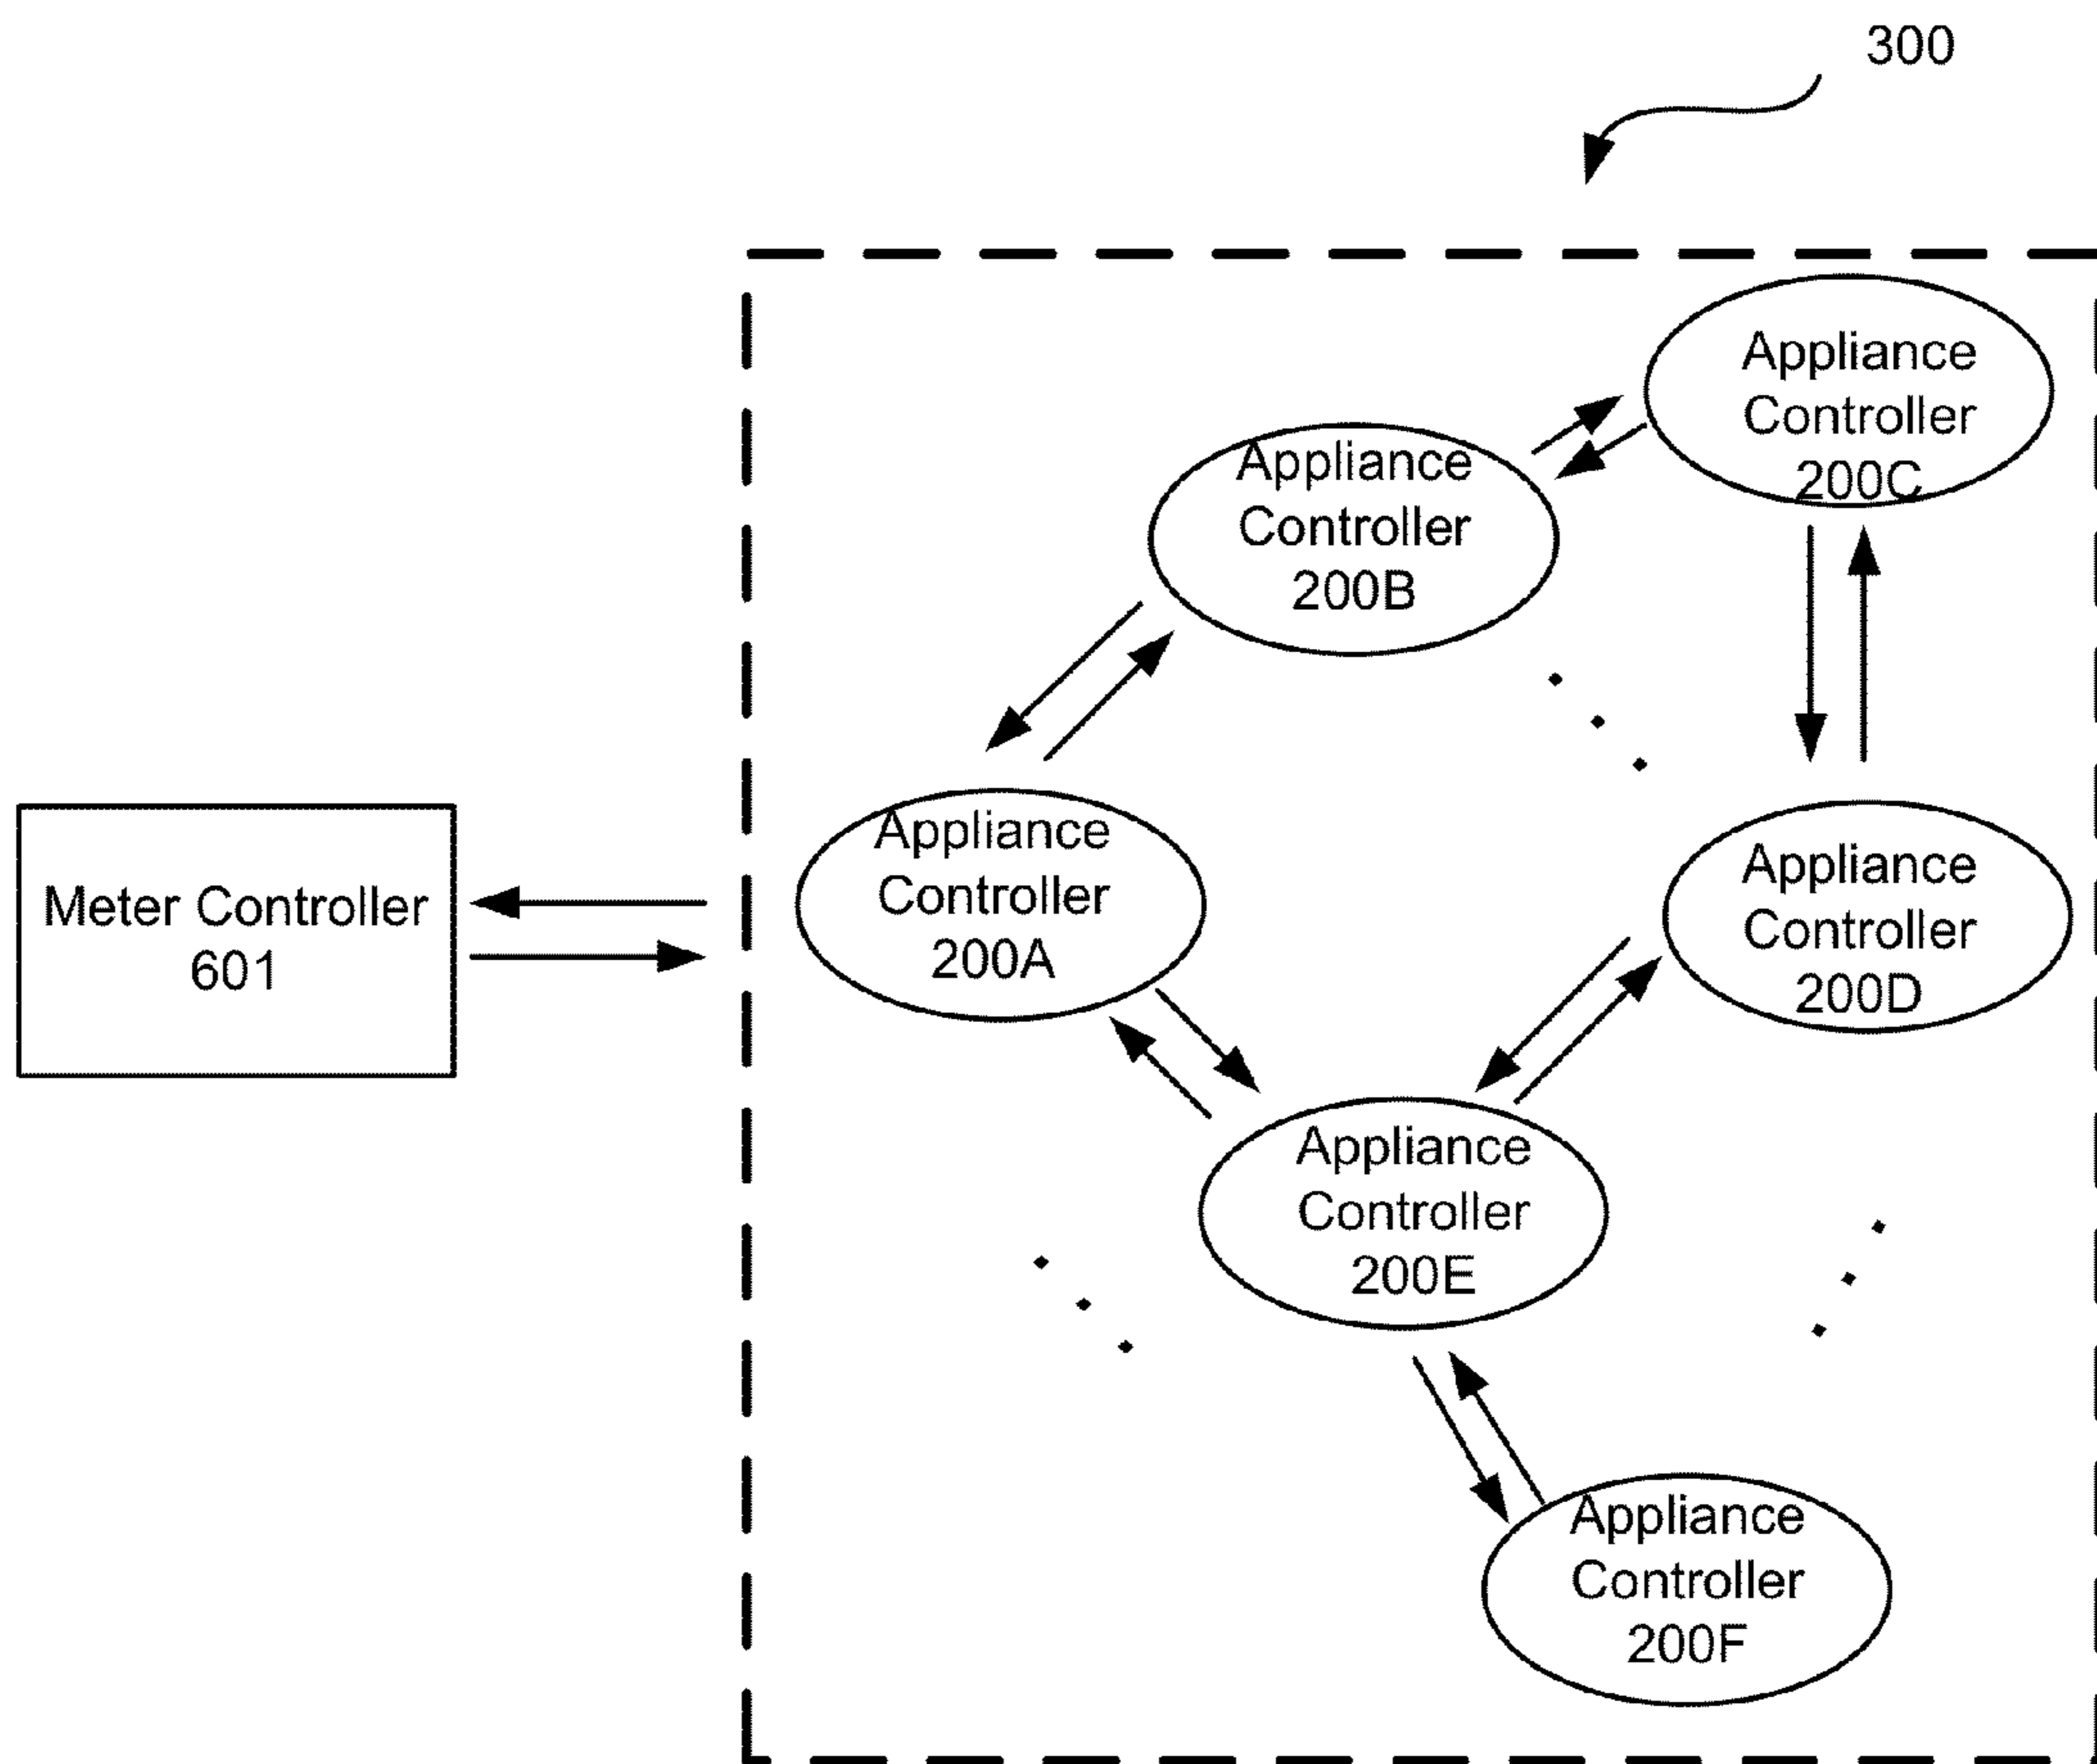 300
Appliance
Controller
200C
Appliance
Controller
200B
Appliance
Controller
200A
Appliance
Controller
200D
Meter Controller
601
Appliance
Controller
200E
Appliance
Controller
200F